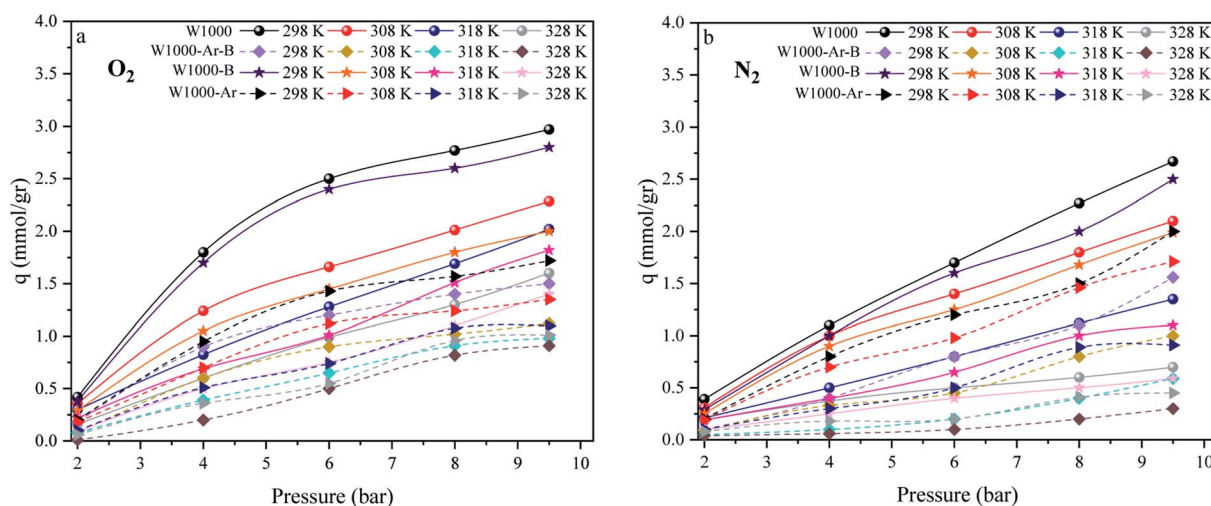 a
O₂
W1000 298 K 308 K 318 K 328 K
W1000-Ar-B 298 K 308 K 318 K 328 K
W1000-B 298 K 308 K 318 K 328 K
W1000-Ar 298 K 308 K 318 K 328 K
4.0
3.5
3.0
2.5
2.0
1.5
1.0
0.5
0.0
q (mmol/gr)
2 3 4 5 6 7 8 9 10
Pressure (bar)
b
N₂
W1000 298 K 308 K 318 K 328 K
W1000-Ar-B 298 K 308 K 318 K 328 K
W1000-B 298 K 308 K 318 K 328 K
W1000-Ar 298 K 308 K 318 K 328 K
4.0
3.5
3.0
2.5
2.0
1.5
1.0
0.5
0.0
q (mmol/gr)
2 3 4 5 6 7 8 9 10
Pressure (bar)